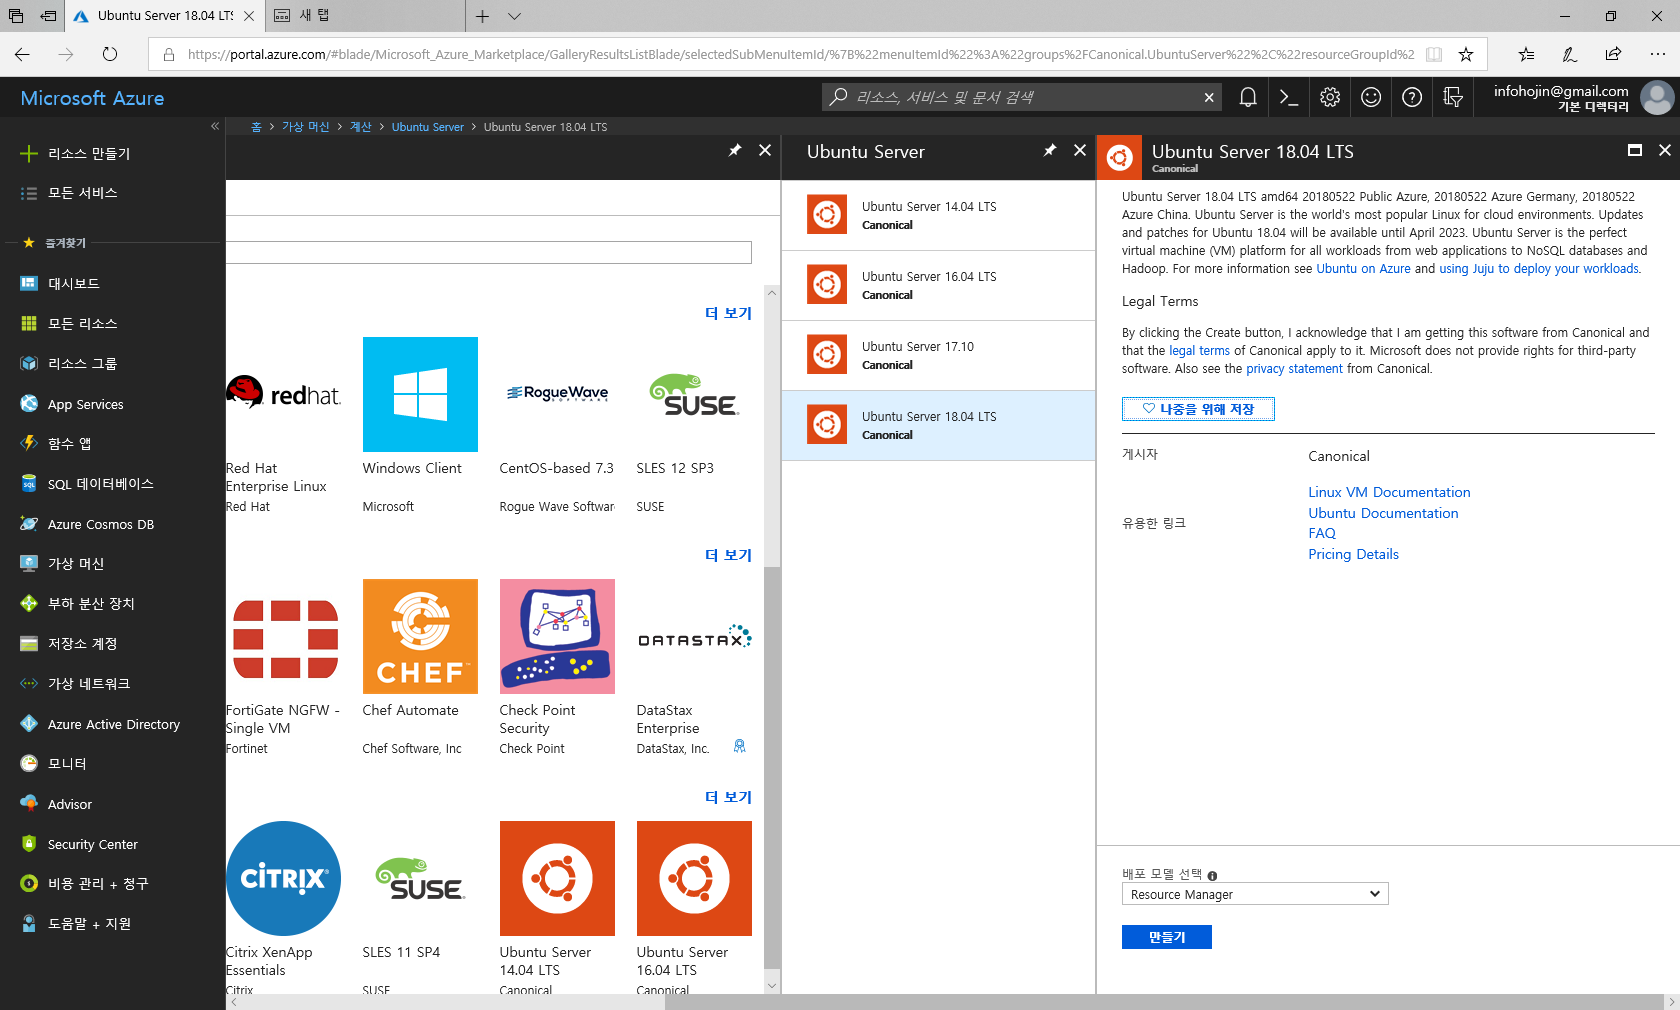 Ubuntu Server 18.04 LTS
새 탭
https://portal.azure.com/#blade/Microsoft_Azure_Marketplace/GalleryResultsListBlade/selectedSubMenuItemId/%7B%22menuItemId%22%3A%22groups%2FCanonical.UbuntuServer%22%2C%22resourceGroupId%2
Microsoft Azure
리소스, 서비스 및 문서 검색
infohojin@gmail.com
기본 디렉터리
홈 > 가상 머신 > 계산 > Ubuntu Server > Ubuntu Server 18.04 LTS
리소스 만들기
모든 서비스
즐겨찾기
대시보드
모든 리소스
리소스 그룹
App Services
함수 앱
SQL 데이터베이스
Azure Cosmos DB
가상 머신
부하 분산 장치
저장소 계정
가상 네트워크
Azure Active Directory
모니터
Advisor
Security Center
비용 관리 + 청구
도움말 + 지원
더 보기
redhat.
RogueWave
SOFTWARE
SUSE
Red Hat Enterprise Linux
Red Hat
Windows Client
Microsoft
CentOS-based 7.3
Rogue Wave Softwar
SLES 12 SP3
SUSE
더 보기
CHEF
DATASTAX
FortiGate NGFW - Single VM
Fortinet
Chef Automate
Chef Software, Inc
Check Point Security
Check Point
DataStax Enterprise
DataStax, Inc.
더 보기
CITRIX
SUSE
Citrix XenApp Essentials
Citrix
SLES 11 SP4
SUSE
Ubuntu Server 14.04 LTS
Canonical
Ubuntu Server 16.04 LTS
Canonical
Ubuntu Server
Ubuntu Server 14.04 LTS
Canonical
Ubuntu Server 16.04 LTS
Canonical
Ubuntu Server 17.10
Canonical
Ubuntu Server 18.04 LTS
Canonical
Ubuntu Server 18.04 LTS
Canonical
Ubuntu Server 18.04 LTS amd64 20180522 Public Azure, 20180522 Azure Germany, 20180522
Azure China. Ubuntu Server is the world's most popular Linux for cloud environments. Updates
and patches for Ubuntu 18.04 will be available until April 2023. Ubuntu Server is the perfect
virtual machine (VM) platform for all workloads from web applications to NoSQL databases and
Hadoop. For more information see Ubuntu on Azure and using Juju to deploy your workloads.
Legal Terms
By clicking the Create button, I acknowledge that I am getting this software from Canonical and
that the legal terms of Canonical apply to it. Microsoft does not provide rights for third-party
software. Also see the privacy statement from Canonical.
♡ 나중을 위해 저장
게시자
Canonical
유용한 링크
Linux VM Documentation
Ubuntu Documentation
FAQ
Pricing Details
배포 모델 선택
Resource Manager
만들기